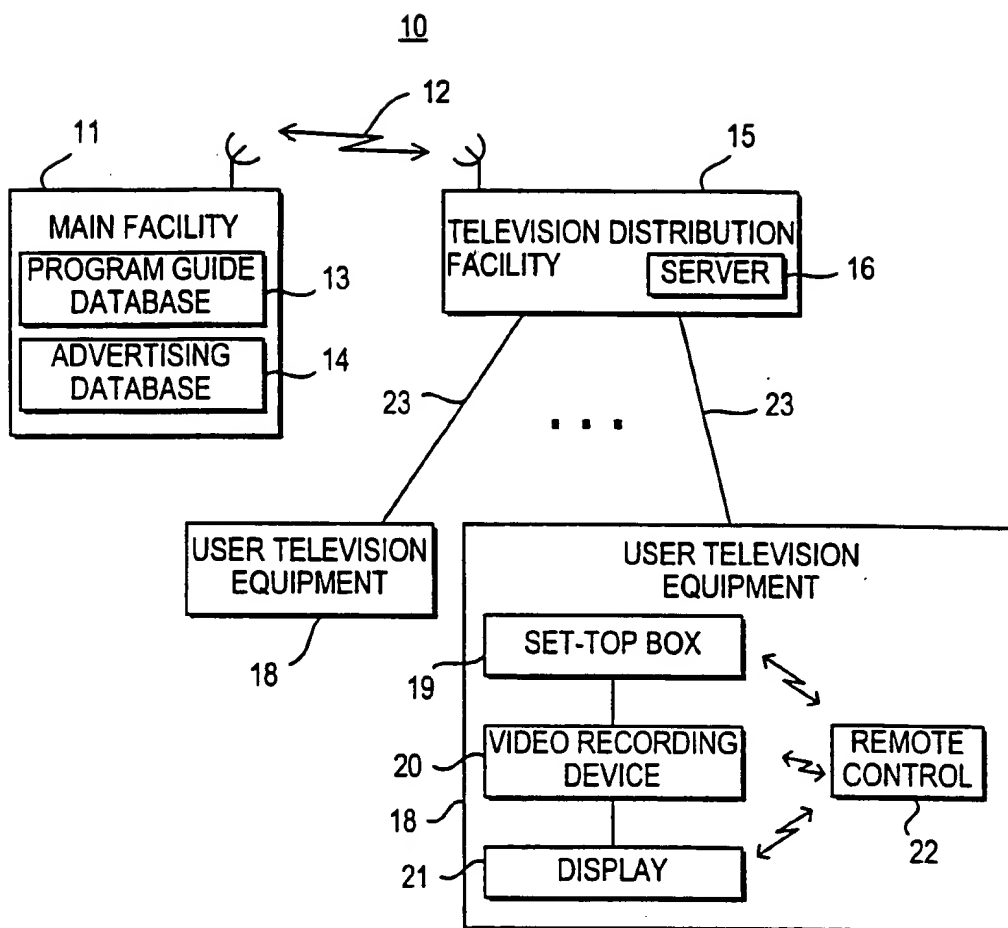 10
12
11
15
MAIN FACILITY
PROGRAM GUIDE
DATABASE
13
ADVERTISING
DATABASE
14
TELEVISION DISTRIBUTION
FACILITY
SERVER
16
23
23
USER TELEVISION
EQUIPMENT
18
USER TELEVISION
EQUIPMENT
SET-TOP BOX
19
VIDEO RECORDING
DEVICE
20
REMOTE
CONTROL
22
18
DISPLAY
21